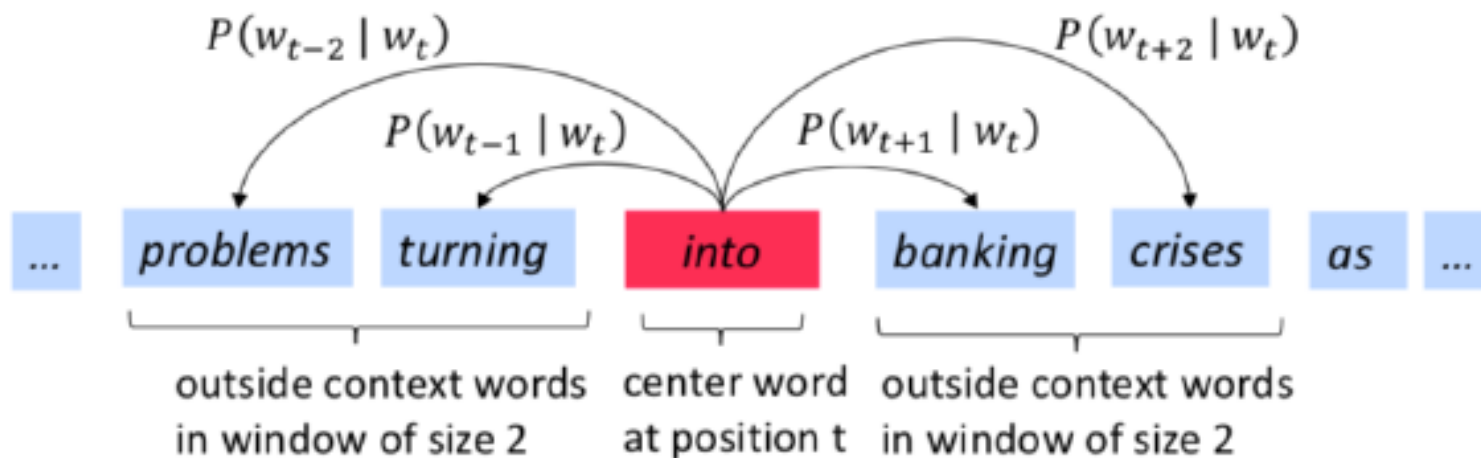 P(w_{t−2} | w_t) P(w_{t+2} | w_t)
P(w_{t−1} | w_t) P(w_{t+1} | w_t)
... problems turning into banking crises as ...
outside context words center word outside context words
in window of size 2 at position t in window of size 2